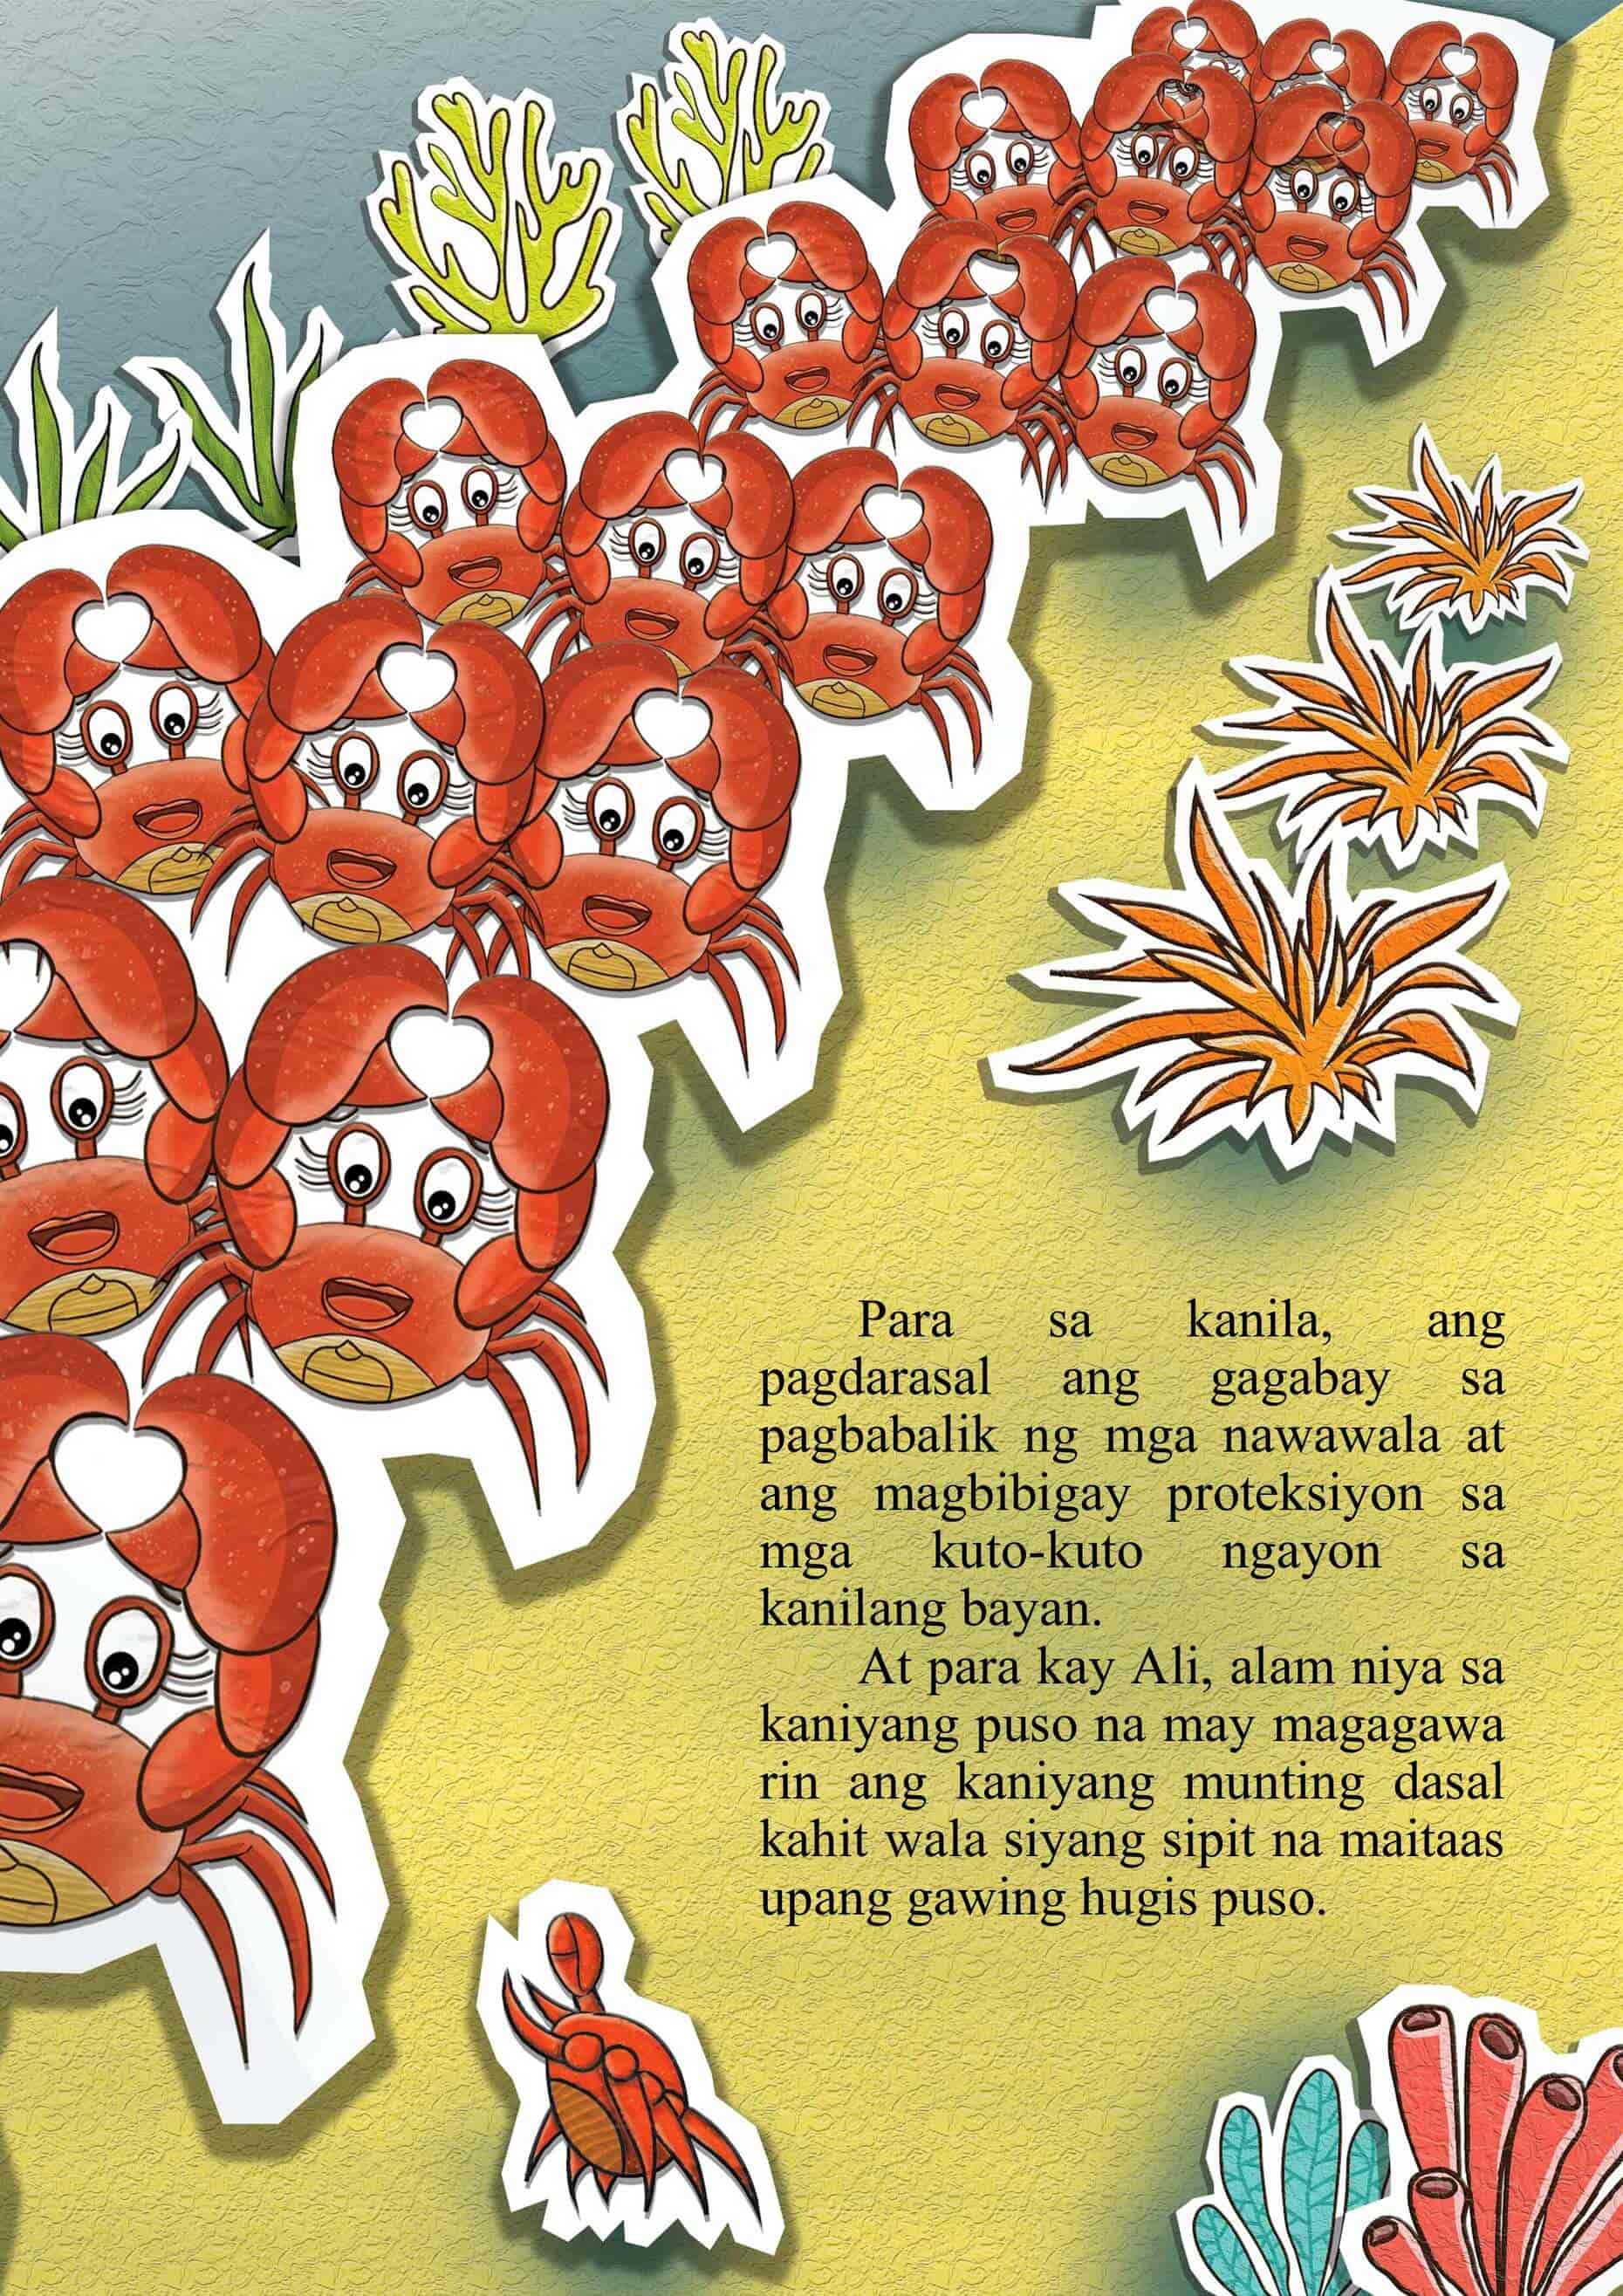 Para sa kanila, ang
pagdarasal ang gagabay sa
pagbabalik ng mga nawawala at
ang magbibigay proteksiyon sa
mga kuto-kuto ngayon sa
kanilang bayan.
At para kay Ali, alam niya sa
kaniyang puso na may magagawa
rin ang kaniyang munting dasal
kahit wala siyang sipit na maitaas
upang gawing hugis puso.